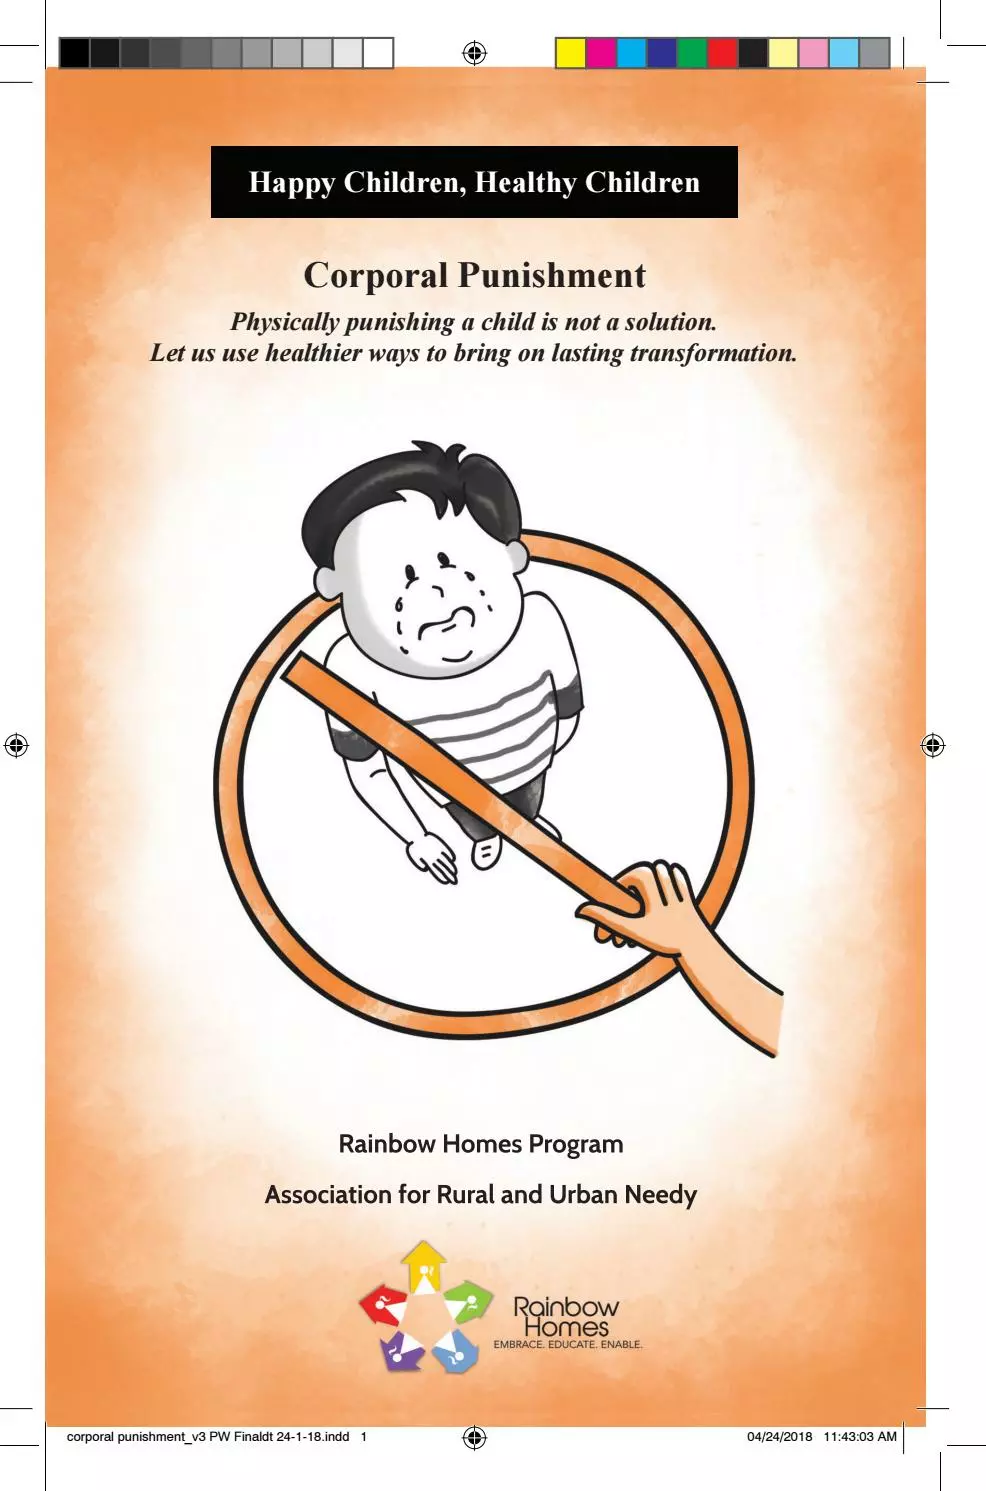 Happy Children, Healthy Children
Corporal Punishment
Physically punishing a child is not a solution.
Let us use healthier ways to bring on lasting transformation.
Rainbow Homes Program
Association for Rural and Urban Needy
Rainbow
Homes
EMBRACE. EDUCATE. ENABLE.
corporal punishment_v3 PW Finaldt 24-1-18.indd 1 04/24/2018 11:43:03 AM